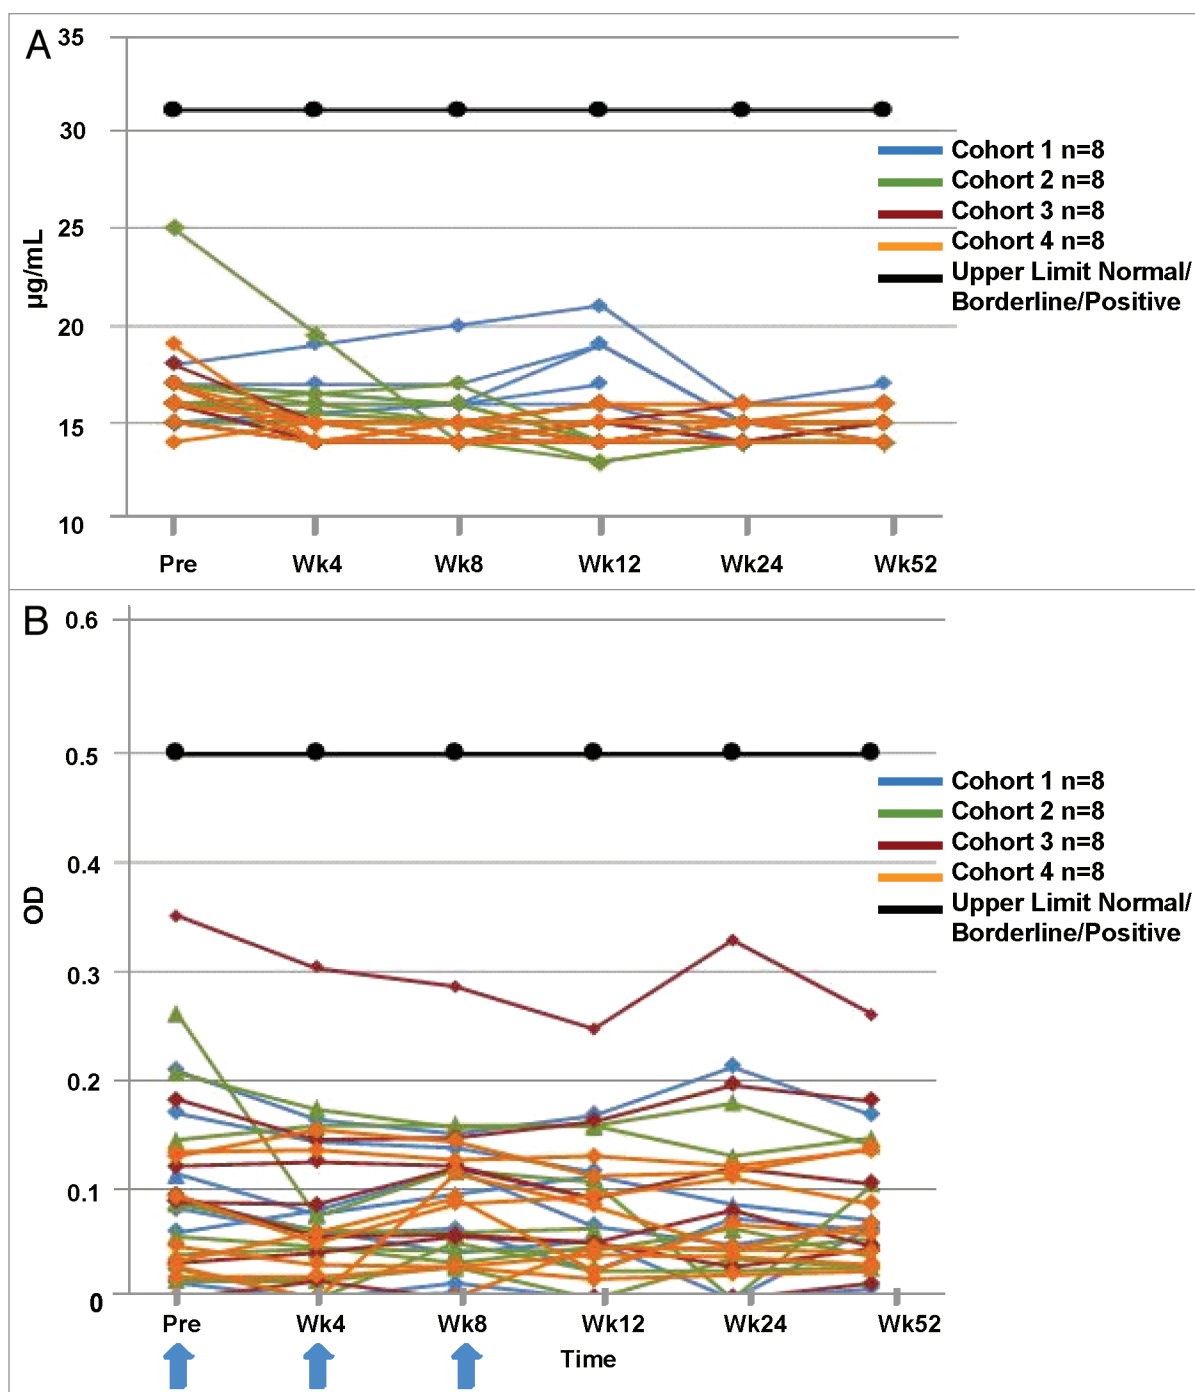 A
35
30
25
20
15
10
µg/mL
Cohort 1 n=8
Cohort 2 n=8
Cohort 3 n=8
Cohort 4 n=8
Upper Limit Normal/
Borderline/Positive
Pre Wk4 Wk8 Wk12 Wk24 Wk52
B
0.6
0.5
0.4
0.3
0.2
0.1
0
OD
Cohort 1 n=8
Cohort 2 n=8
Cohort 3 n=8
Cohort 4 n=8
Upper Limit Normal/
Borderline/Positive
Pre Wk4 Wk8 Wk12 Wk24 Wk52
Time